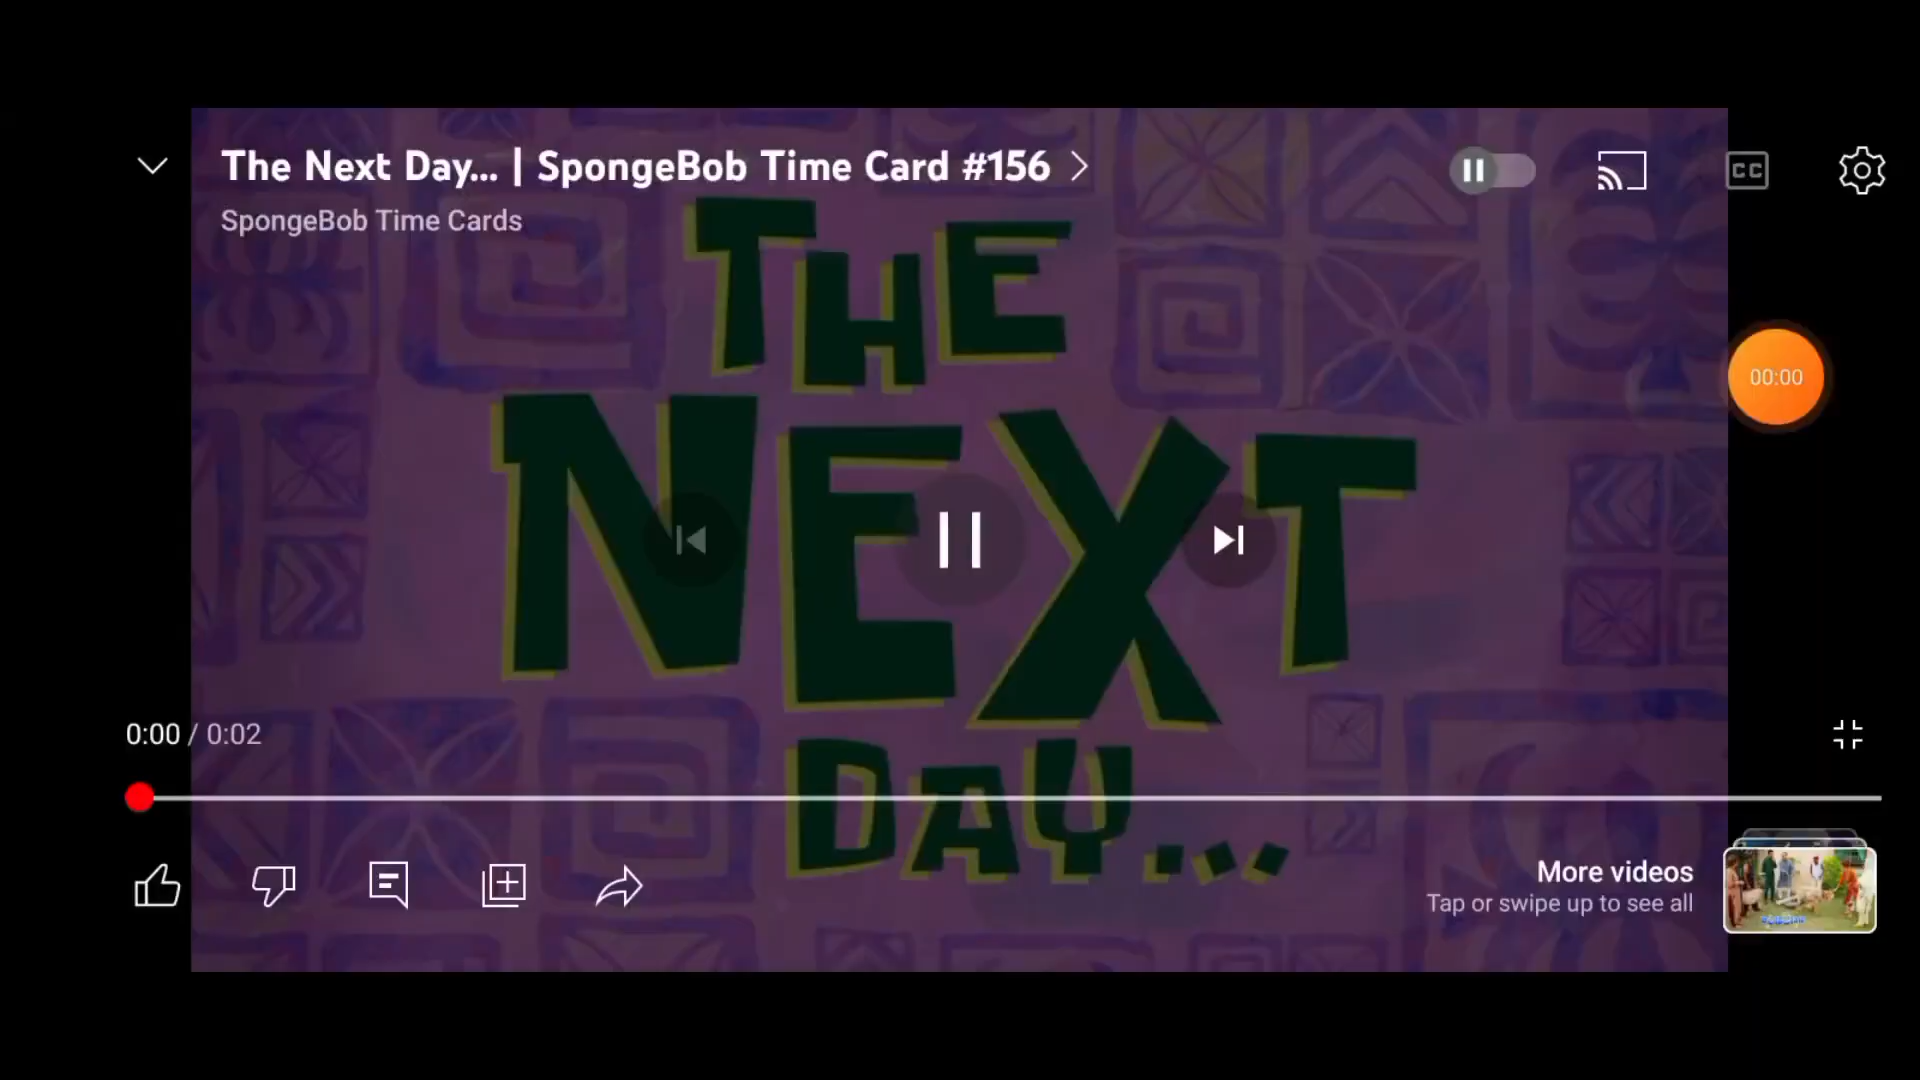 The Next Day... | SpongeBob Time Card #156
SpongeBob Time Cards
CC
THE
NEXT
DAY...
00:00
0:00 / 0:02
More videos
Tap or swipe up to see all